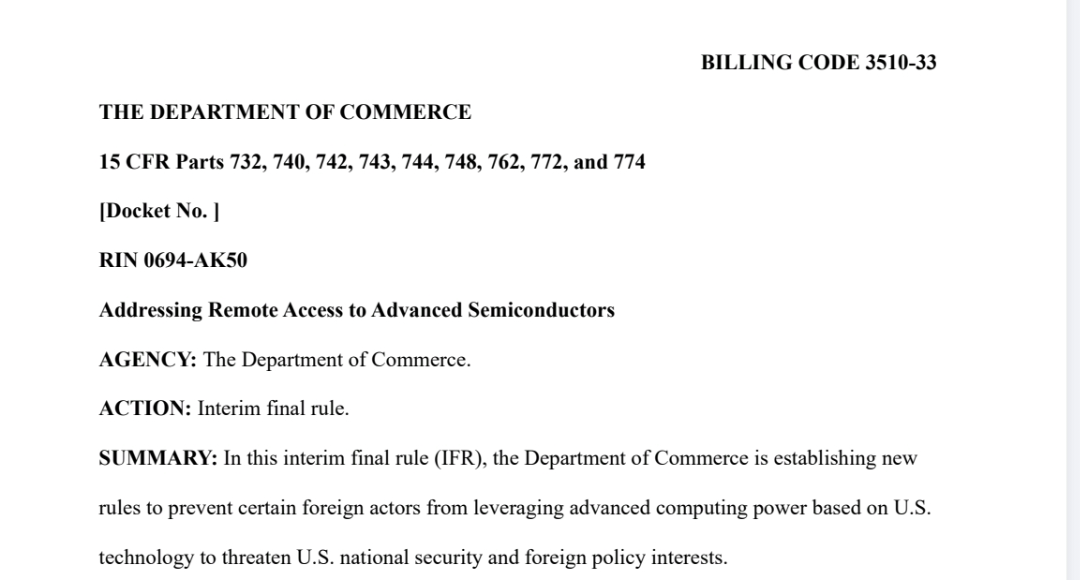 BILLING CODE 3510-33
THE DEPARTMENT OF COMMERCE
15 CFR Parts 732, 740, 742, 743, 744, 748, 762, 772, and 774
[Docket No. ]
RIN 0694-AK50
Addressing Remote Access to Advanced Semiconductors
AGENCY: The Department of Commerce.
ACTION: Interim final rule.
SUMMARY: In this interim final rule (IFR), the Department of Commerce is establishing new
rules to prevent certain foreign actors from leveraging advanced computing power based on U.S.
technology to threaten U.S. national security and foreign policy interests.